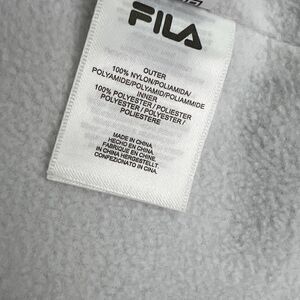 FILA
OUTER
100% NYLON/POLIAMIDA/
POLYAMIDE/POLYAMID/POLIAMMIDE
INNER
100% POLYESTER/POLIESTER
POLYESTER/POLYESTER/
POLIESTERE
MADE IN CHINA.
HECHO EN CHINA.
FABRIQUE EN CHINE.
IN CHINA HERGESTELLT.
CONFEZIONATO IN CINA.